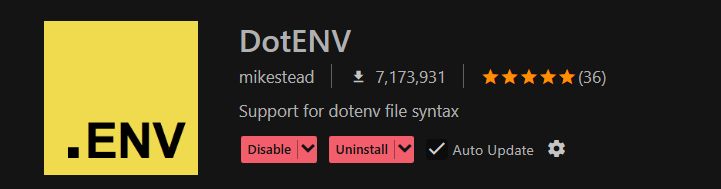 .ENV
DotENV
mikestead 7,173,931 (36)
Support for dotenv file syntax
Disable Uninstall Auto Update